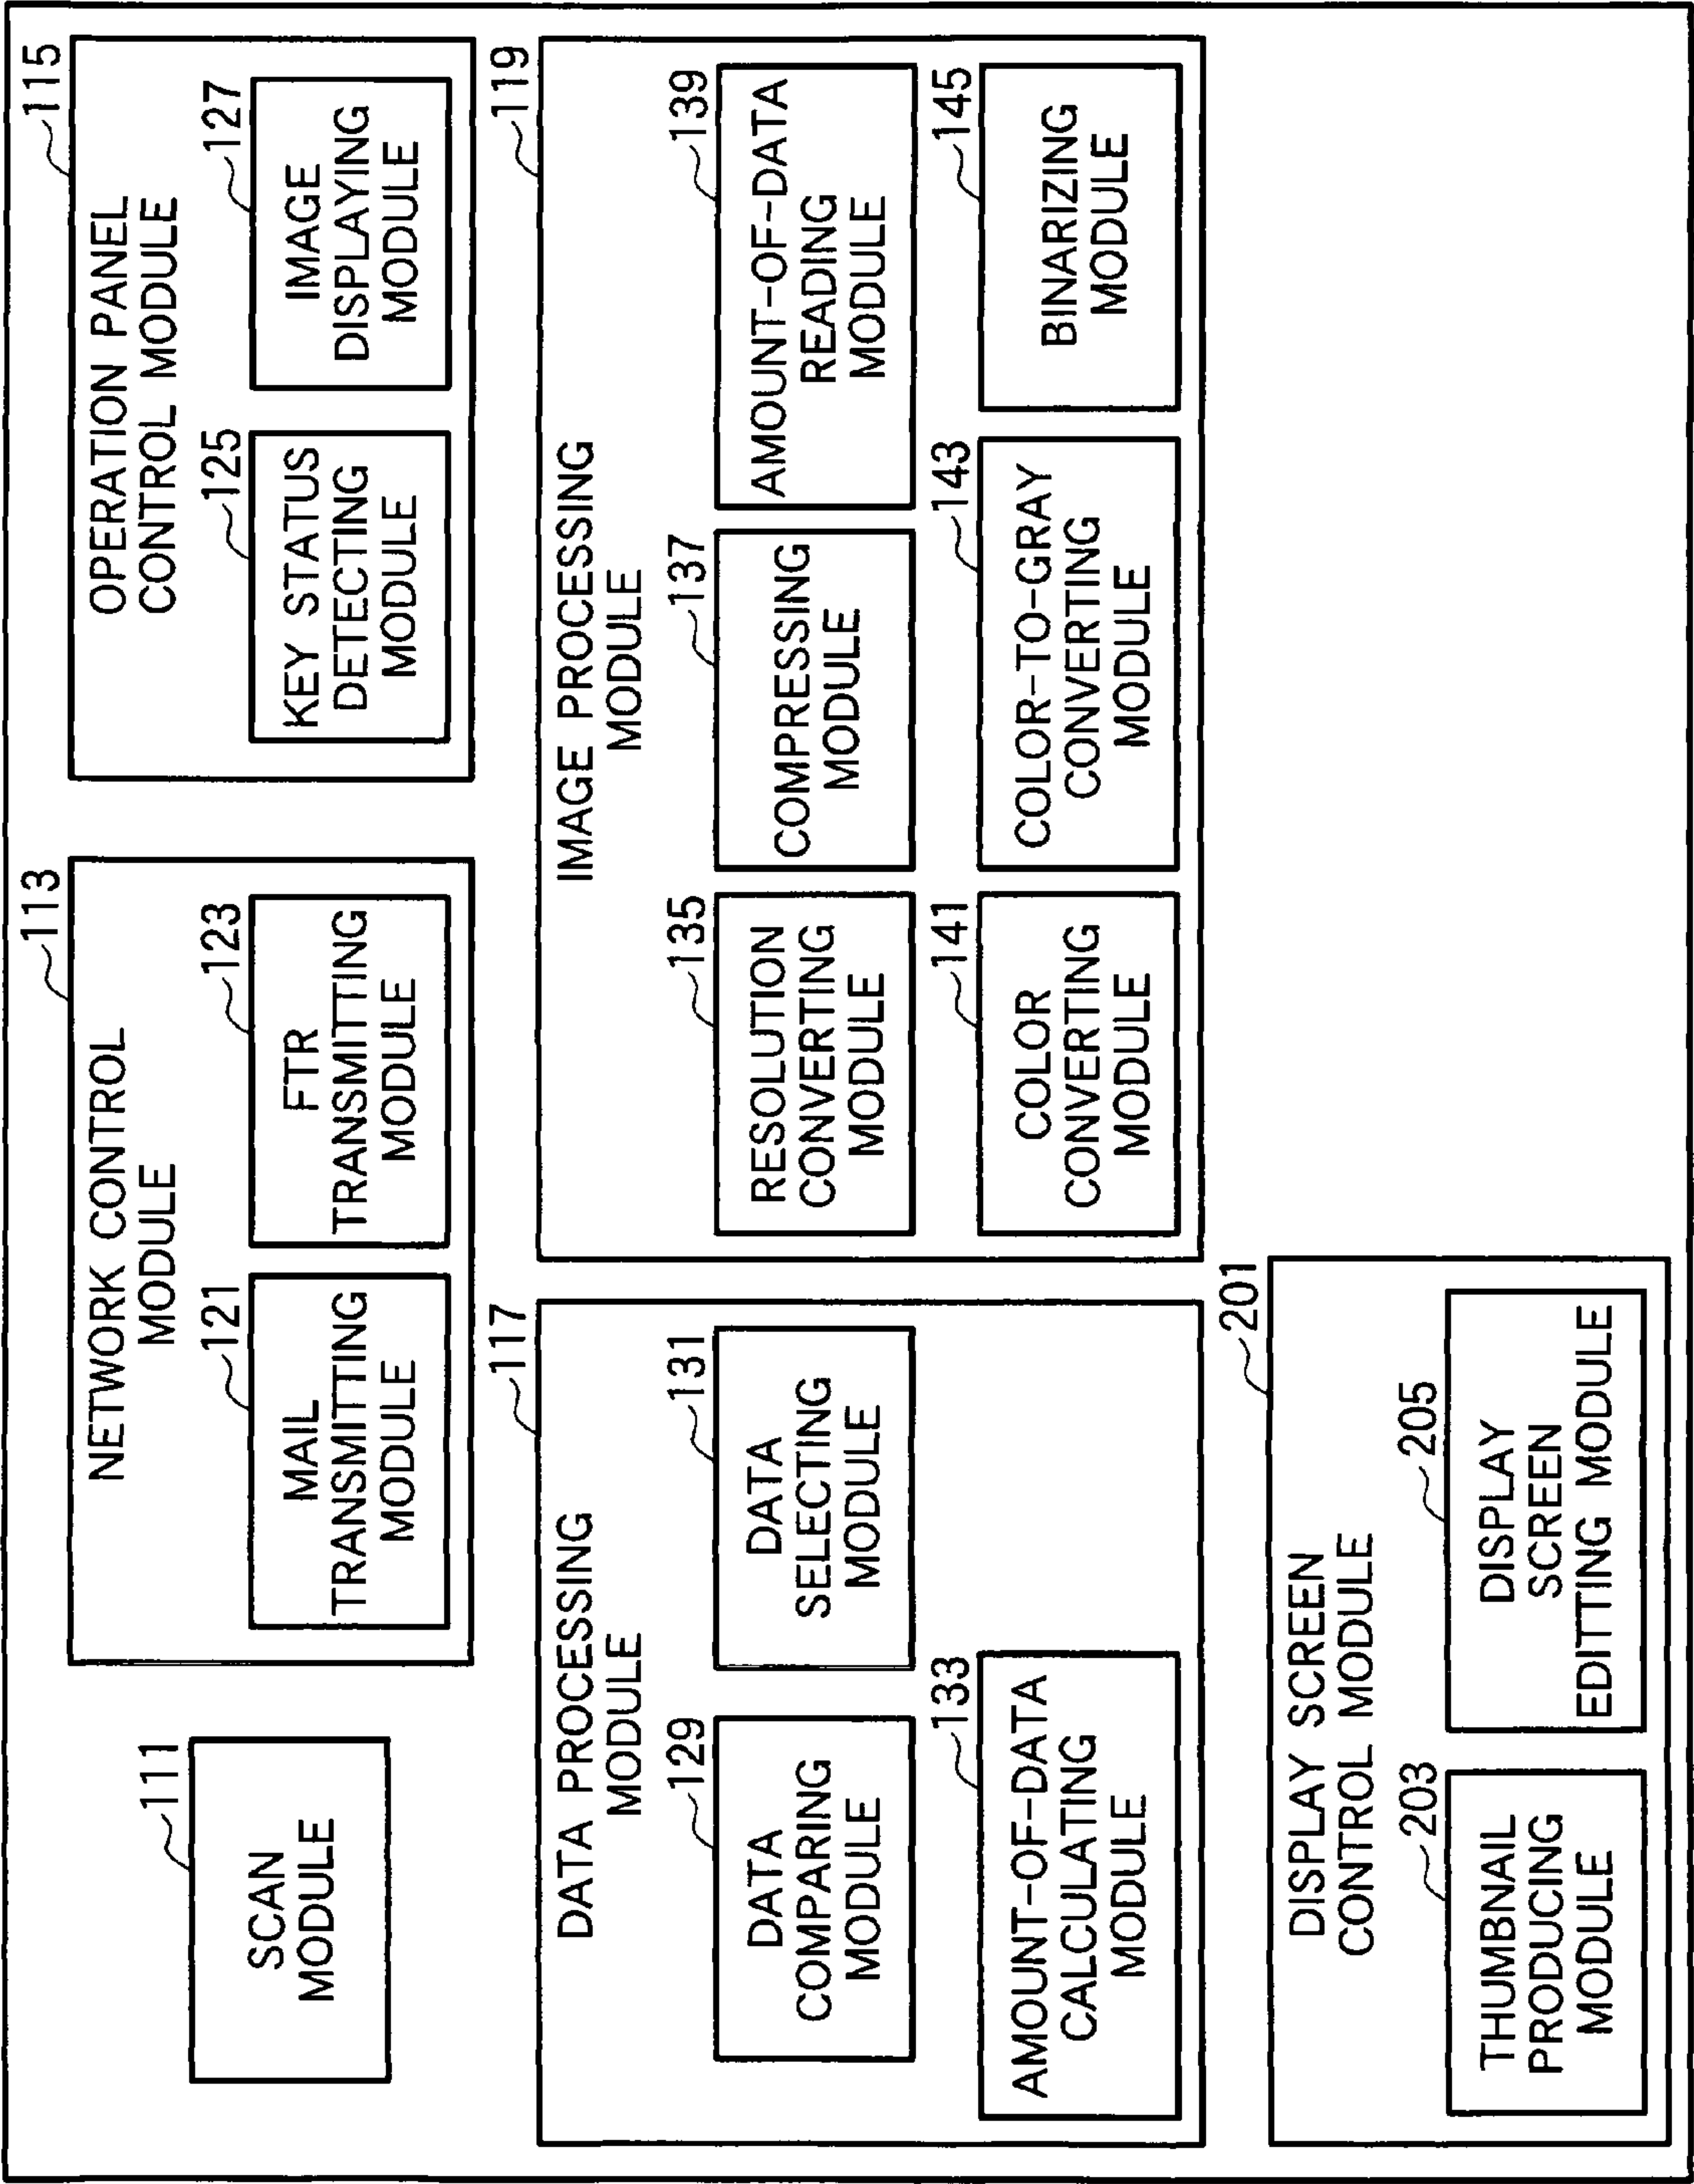 111
SCAN
MODULE
113
NETWORK CONTROL
MODULE
121
MAIL
TRANSMITTING
MODULE
123
FTR
TRANSMITTING
MODULE
115
OPERATION PANEL
CONTROL MODULE
125
KEY STATUS
DETECTING
MODULE
127
IMAGE
DISPLAYING
MODULE
117
DATA PROCESSING
MODULE
129
DATA
COMPARING
MODULE
131
DATA
SELECTING
MODULE
133
AMOUNT-OF-DATA
CALCULATING
MODULE
119
IMAGE PROCESSING
MODULE
135
RESOLUTION
CONVERTING
MODULE
137
COMPRESSING
MODULE
139
AMOUNT-OF-DATA
READING
MODULE
141
COLOR
CONVERTING
MODULE
143
COLOR-TO-GRAY
CONVERTING
MODULE
145
BINARIZING
MODULE
201
DISPLAY SCREEN
CONTROL MODULE
203
THUMBNAIL
PRODUCING
MODULE
205
DISPLAY
SCREEN
EDITTING MODULE